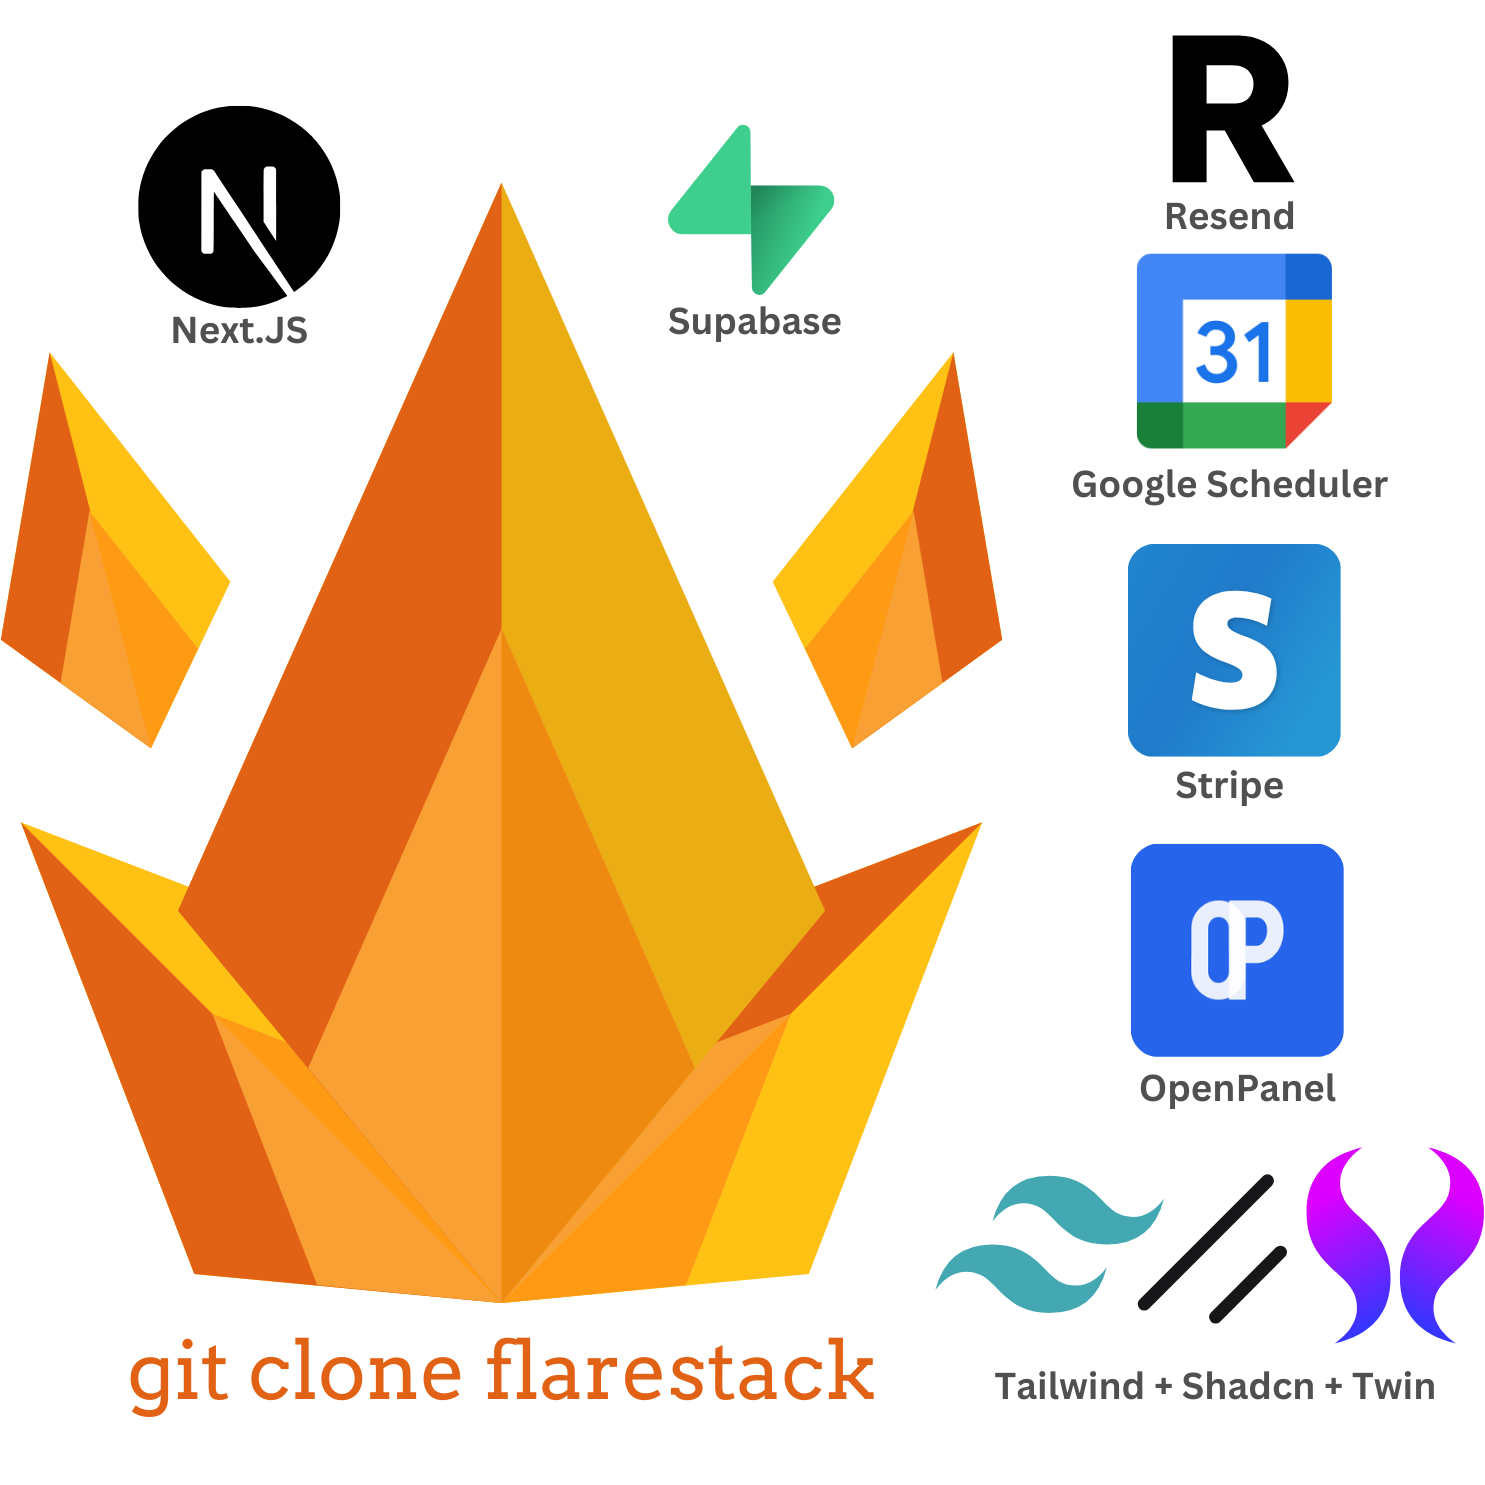 N
Next.JS
Supabase
R
Resend
31
Google Scheduler
S
Stripe
OP
OpenPanel
Tailwind + Shadcn + Twin
git clone flarestack